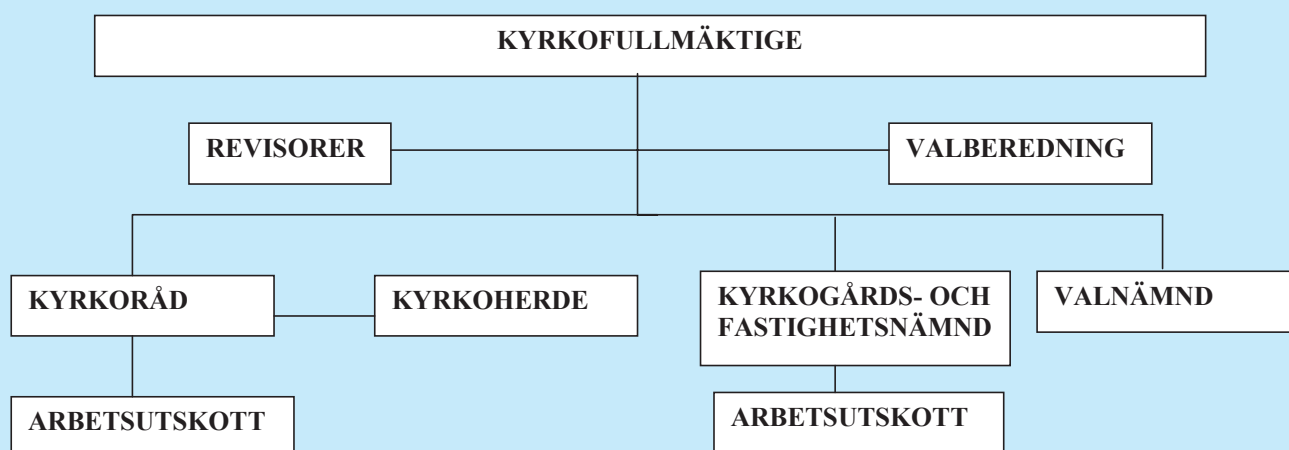 KYRKOFULLMÄKTIGE
REVISORER
VALBEREDNING
KYRKORÅD
KYRKOHERDE
KYRKOGÅRDS- OCH
FASTIGHETSNÄMND
VALNÄMND
ARBETSUTSKOTT
ARBETSUTSKOTT